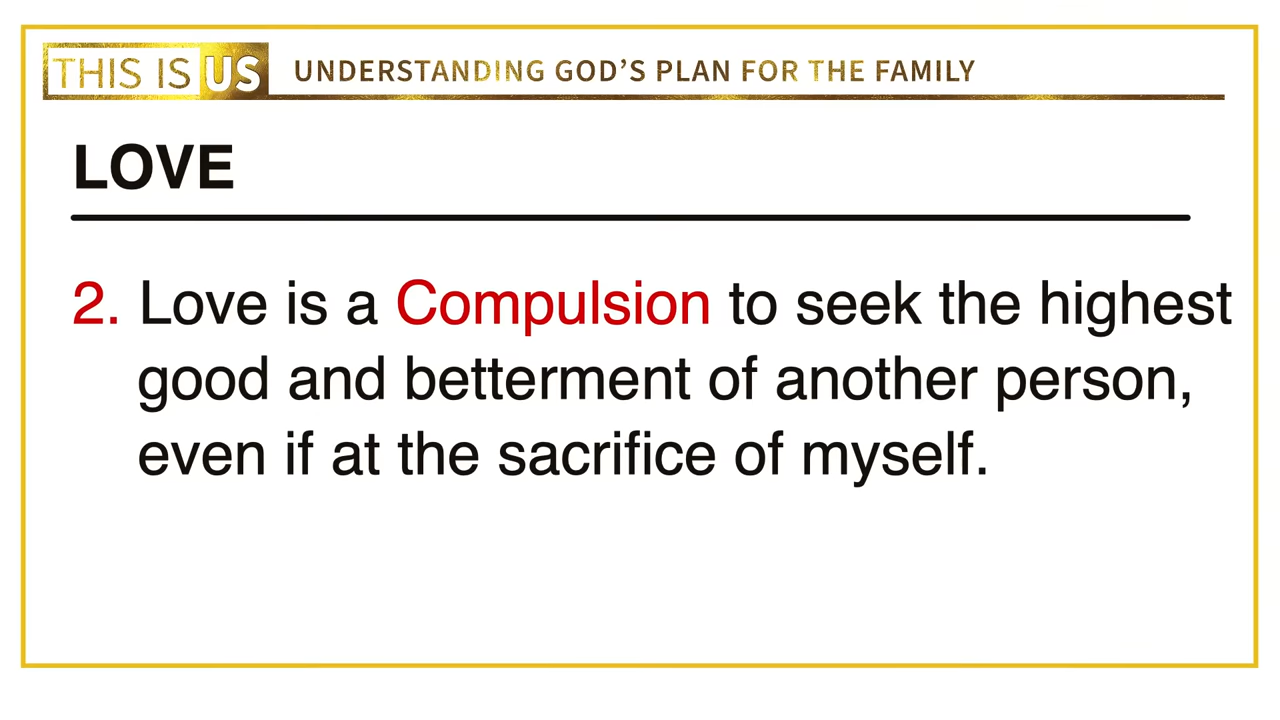 THIS IS US UNDERSTANDING GOD'S PLAN FOR THE FAMILY
LOVE
2. Love is a Compulsion to seek the highest
good and betterment of another person,
even if at the sacrifice of myself.